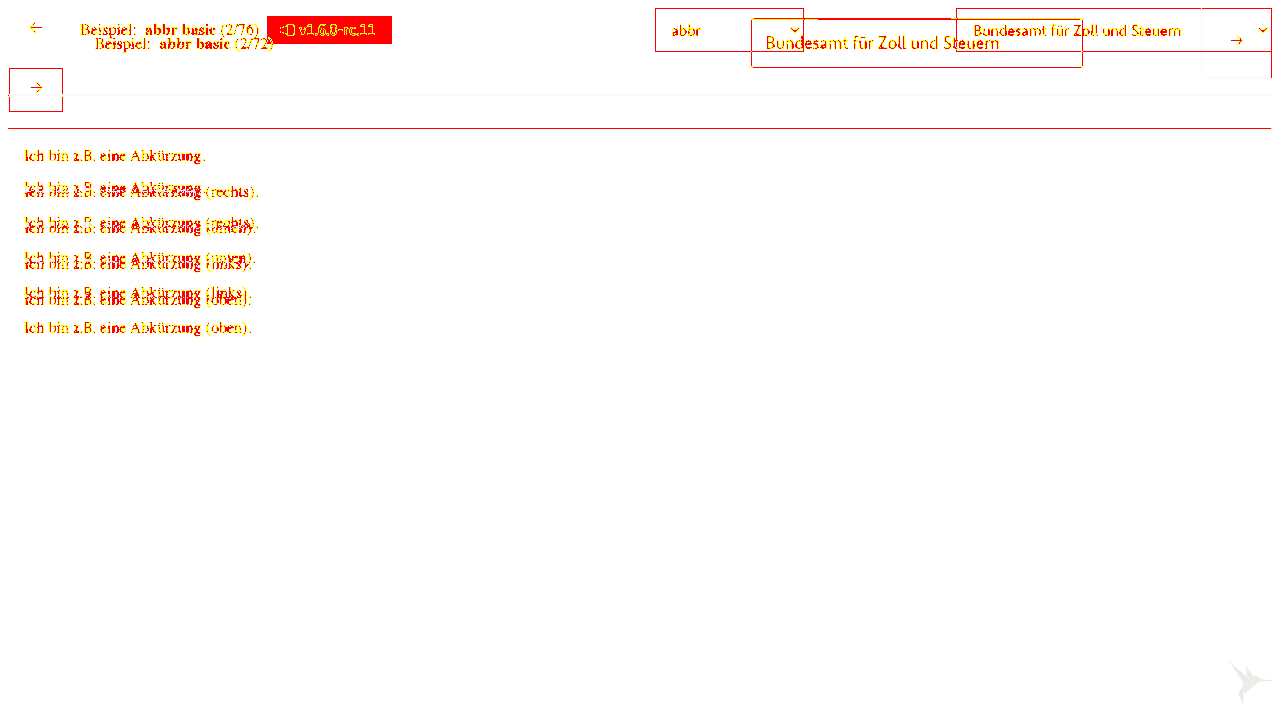 ← Beispiel: abbr basic (2/76) v1.6.0-rc.11 abbr Bundesamt für Zoll und Steuern
Beispiel: abbr basic (2/72) Bundesamt für Zoll und Steuern →
→
Ich bin z.B. eine Abkürzung.
Ich bin z.B. eine Abkürzung.
Ich bin z.B. eine Abkürzung (rechts).
Ich bin z.B. eine Abkürzung (rechts).
Ich bin z.B. eine Abkürzung (unten).
Ich bin z.B. eine Abkürzung (unten).
Ich bin z.B. eine Abkürzung (links).
Ich bin z.B. eine Abkürzung (links).
Ich bin z.B. eine Abkürzung (oben).
Ich bin z.B. eine Abkürzung (oben).